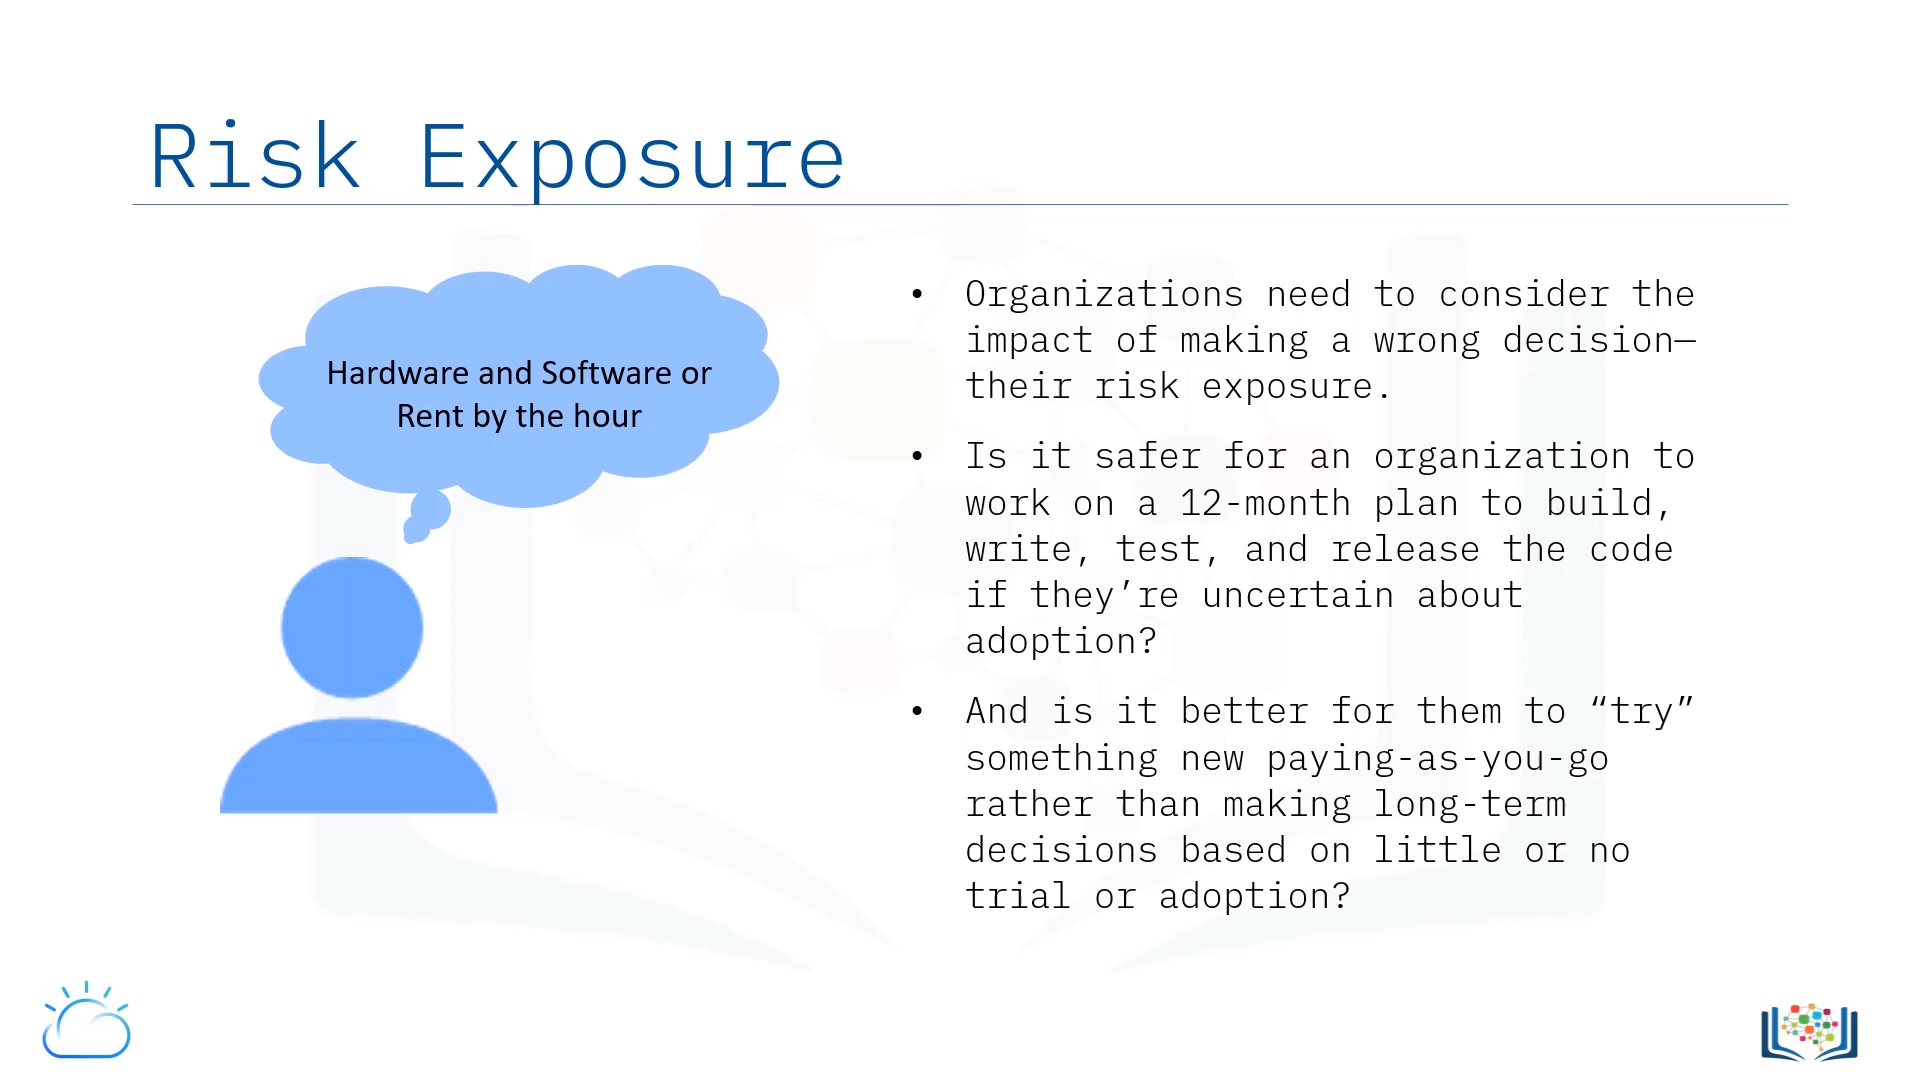 Risk Exposure
Hardware and Software or
Rent by the hour
• Organizations need to consider the
impact of making a wrong decision—
their risk exposure.
• Is it safer for an organization to
work on a 12-month plan to build,
write, test, and release the code
if they’re uncertain about
adoption?
• And is it better for them to “try”
something new paying-as-you-go
rather than making long-term
decisions based on little or no
trial or adoption?